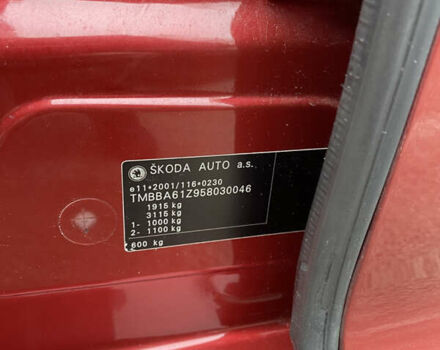 ŠKODA AUTO a.s.
e11*2001/116*0230
TMBBA61Z958030046
1915 kg
3115 kg
1- 1000 kg
2- 1100 kg
600 kg